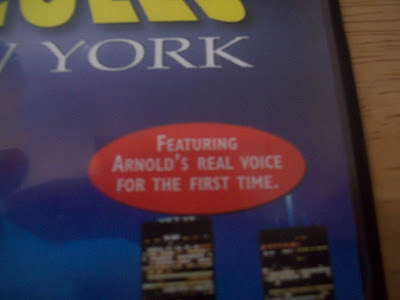 YORK
FEATURING
ARNOLD'S REAL VOICE
FOR THE FIRST TIME.